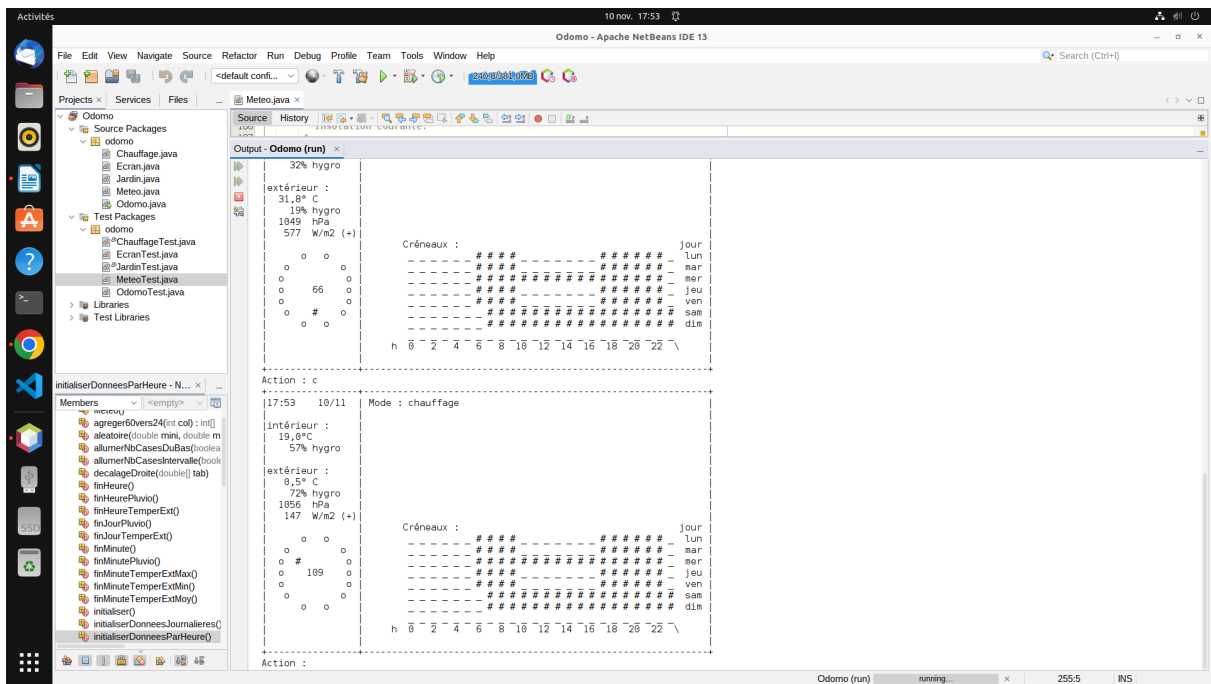 Activités
10 nov. 17:53
Odomo - Apache NetBeans IDE 13
File Edit View Navigate Source Refactor Run Debug Profile Team Tools Window Help
Search (Ctrl+I)
<default confi...
240,8/381,0MB
Projects Services Files
Meteo.java
Source History
Odomo
Source Packages
odomo
Chauffage.java
Ecran.java
Jardin.java
Meteo.java
Odomo.java
Test Packages
odomo
ChauffageTest.java
EcranTest.java
JardinTest.java
MeteoTest.java
OdomoTest.java
Libraries
Test Libraries
initialiserDonneesParHeure - N...
Members <empty>
Meteo()
agreger60vers24(int col) : int[]
aleatoire(double mini, double m
allumerNbCasesDuBas(boolea
allumerNbCasesIntervalle(boole
decalageDroite(double[] tab)
finHeure()
finHeurePluvio()
finHeureTemperExt()
finJourPluvio()
finJourTemperExt()
finMinute()
finMinutePluvio()
finMinuteTemperExtMax()
finMinuteTemperExtMin()
finMinuteTemperExtMoy()
initialiser()
initialiserDonneesJournalieres()
initialiserDonneesParHeure()
insolation courante.
Output - Odomo (run)
32% hygro
extérieur :
31,8° C
19% hygro
1049 hPa
577 W/m2 (+)
Créneaux : jour
o o _ _ _ _ _ _ # # # # _ _ _ _ _ _ _ # # # # # # _ lun
o o _ _ _ _ _ _ # # # # _ _ _ _ _ _ _ # # # # # # _ mar
o o _ _ _ _ _ _ # # # # # # # # # # # # # # # # # _ mer
o 66 o _ _ _ _ _ _ # # # # _ _ _ _ _ _ _ # # # # # # _ jeu
o o _ _ _ _ _ _ # # # # _ _ _ _ _ _ _ # # # # # # _ ven
o # o _ _ _ _ _ _ _ # # # # # # # # # # # # # # # # # sam
o o _ _ _ _ _ _ _ # # # # # # # # # # # # # # # # # dim
h 0 2 4 6 8 10 12 14 16 18 20 22 \
Action : c
17:53 10/11 Mode : chauffage
intérieur :
19,0°C
57% hygro
extérieur :
0,5° C
72% hygro
1056 hPa
147 W/m2 (+)
Créneaux : jour
o o _ _ _ _ _ _ # # # # _ _ _ _ _ _ _ # # # # # # _ lun
o o _ _ _ _ _ _ # # # # _ _ _ _ _ _ _ # # # # # # _ mar
o # o _ _ _ _ _ _ # # # # # # # # # # # # # # # # # _ mer
o 109 o _ _ _ _ _ _ # # # # _ _ _ _ _ _ _ # # # # # # _ jeu
o o _ _ _ _ _ _ # # # # _ _ _ _ _ _ _ # # # # # # _ ven
o o _ _ _ _ _ _ _ # # # # # # # # # # # # # # # # # sam
o o _ _ _ _ _ _ _ # # # # # # # # # # # # # # # # # dim
h 0 2 4 6 8 10 12 14 16 18 20 22 \
Action :
Odomo (run) running... 255:5 INS
SSD